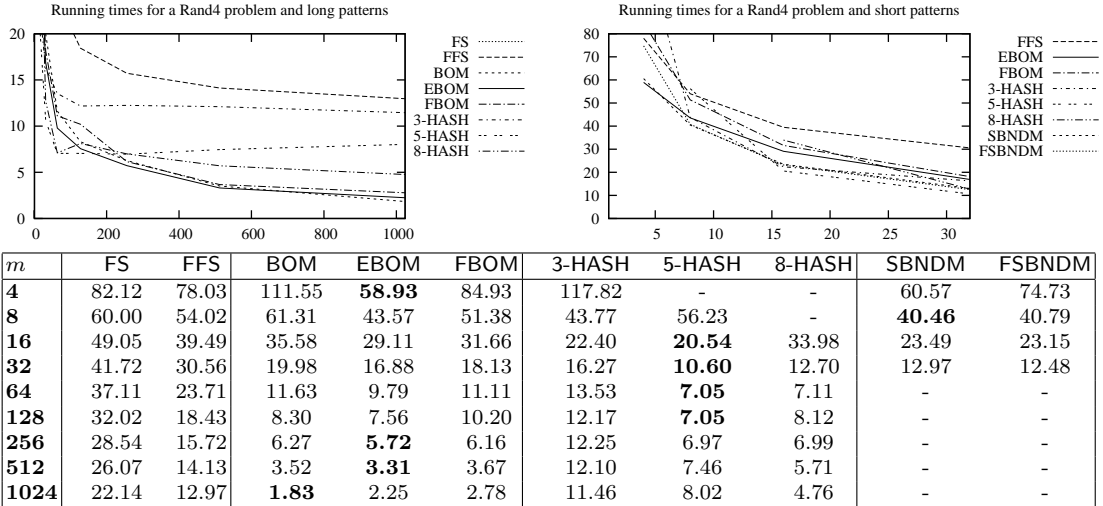 Running times for a Rand4 problem and long patterns
20
15
10
5
0
0 200 400 600 800 1000
FS
FFS
BOM
EBOM
FBOM
3-HASH
5-HASH
8-HASH
Running times for a Rand4 problem and short patterns
80
70
60
50
40
30
20
10
0
5 10 15 20 25 30
FFS
EBOM
FBOM
3-HASH
5-HASH
8-HASH
SBNDM
FSBNDM
m FS FFS BOM EBOM FBOM 3-HASH 5-HASH 8-HASH SBNDM FSBNDM
4 82.12 78.03 111.55 58.93 84.93 117.82 - - 60.57 74.73
8 60.00 54.02 61.31 43.57 51.38 43.77 56.23 - 40.46 40.79
16 49.05 39.49 35.58 29.11 31.66 22.40 20.54 33.98 23.49 23.15
32 41.72 30.56 19.98 16.88 18.13 16.27 10.60 12.70 12.97 12.48
64 37.11 23.71 11.63 9.79 11.11 13.53 7.05 7.11 - -
128 32.02 18.43 8.30 7.56 10.20 12.17 7.05 8.12 - -
256 28.54 15.72 6.27 5.72 6.16 12.25 6.97 6.99 - -
512 26.07 14.13 3.52 3.31 3.67 12.10 7.46 5.71 - -
1024 22.14 12.97 1.83 2.25 2.78 11.46 8.02 4.76 - -